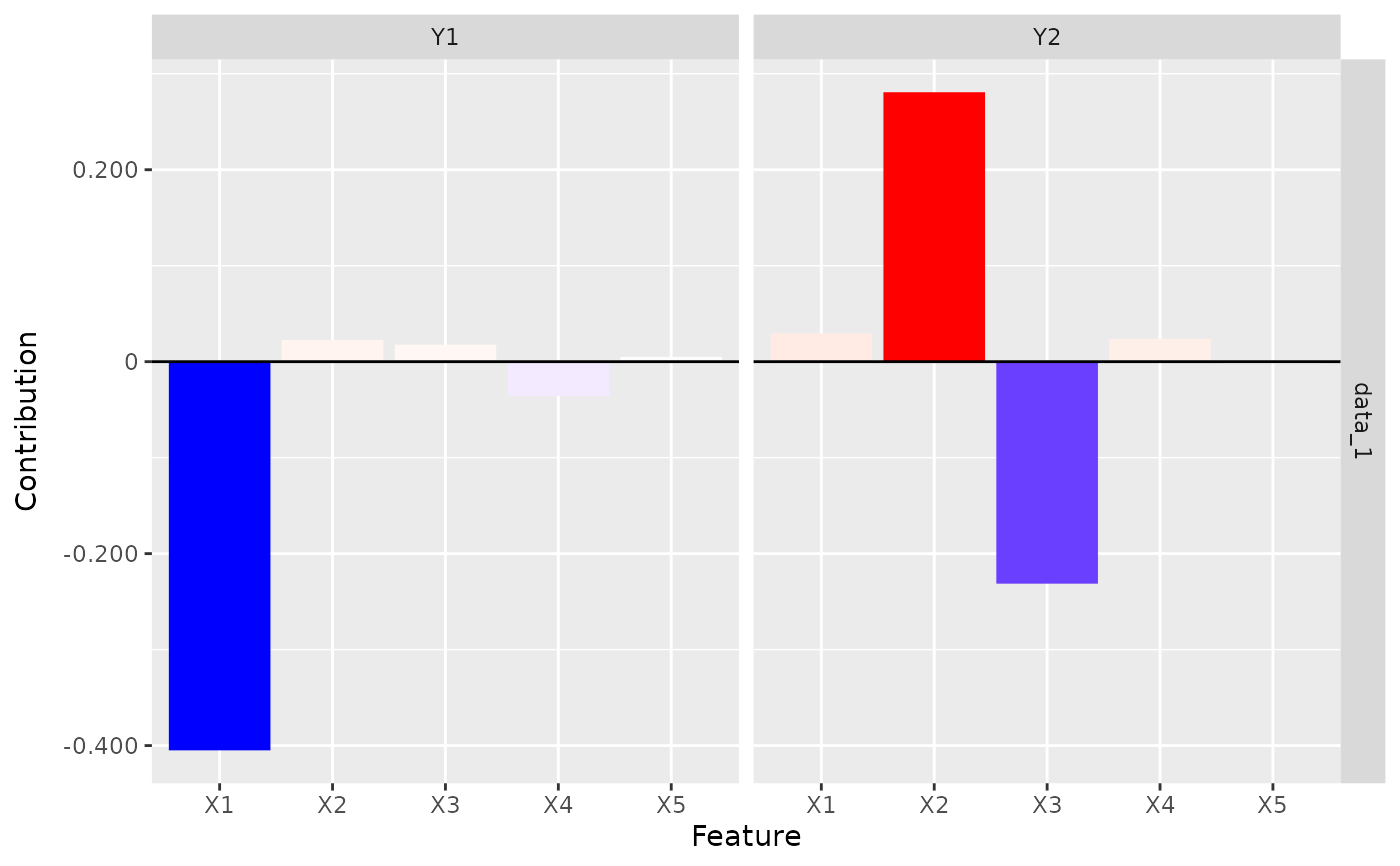 Y1 Y2
0.200
0
-0.200
-0.400
Contribution
data_1
X1 X2 X3 X4 X5 X1 X2 X3 X4 X5
Feature